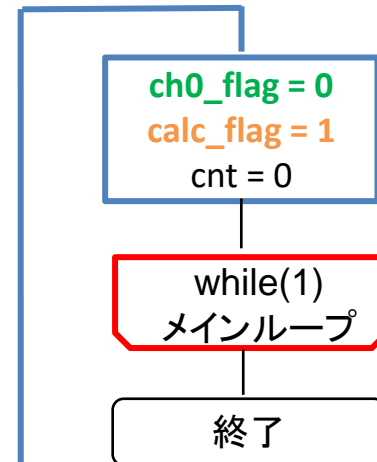 ch0_flag = 0
calc_flag = 1
cnt = 0
while(1)
メインループ
終了